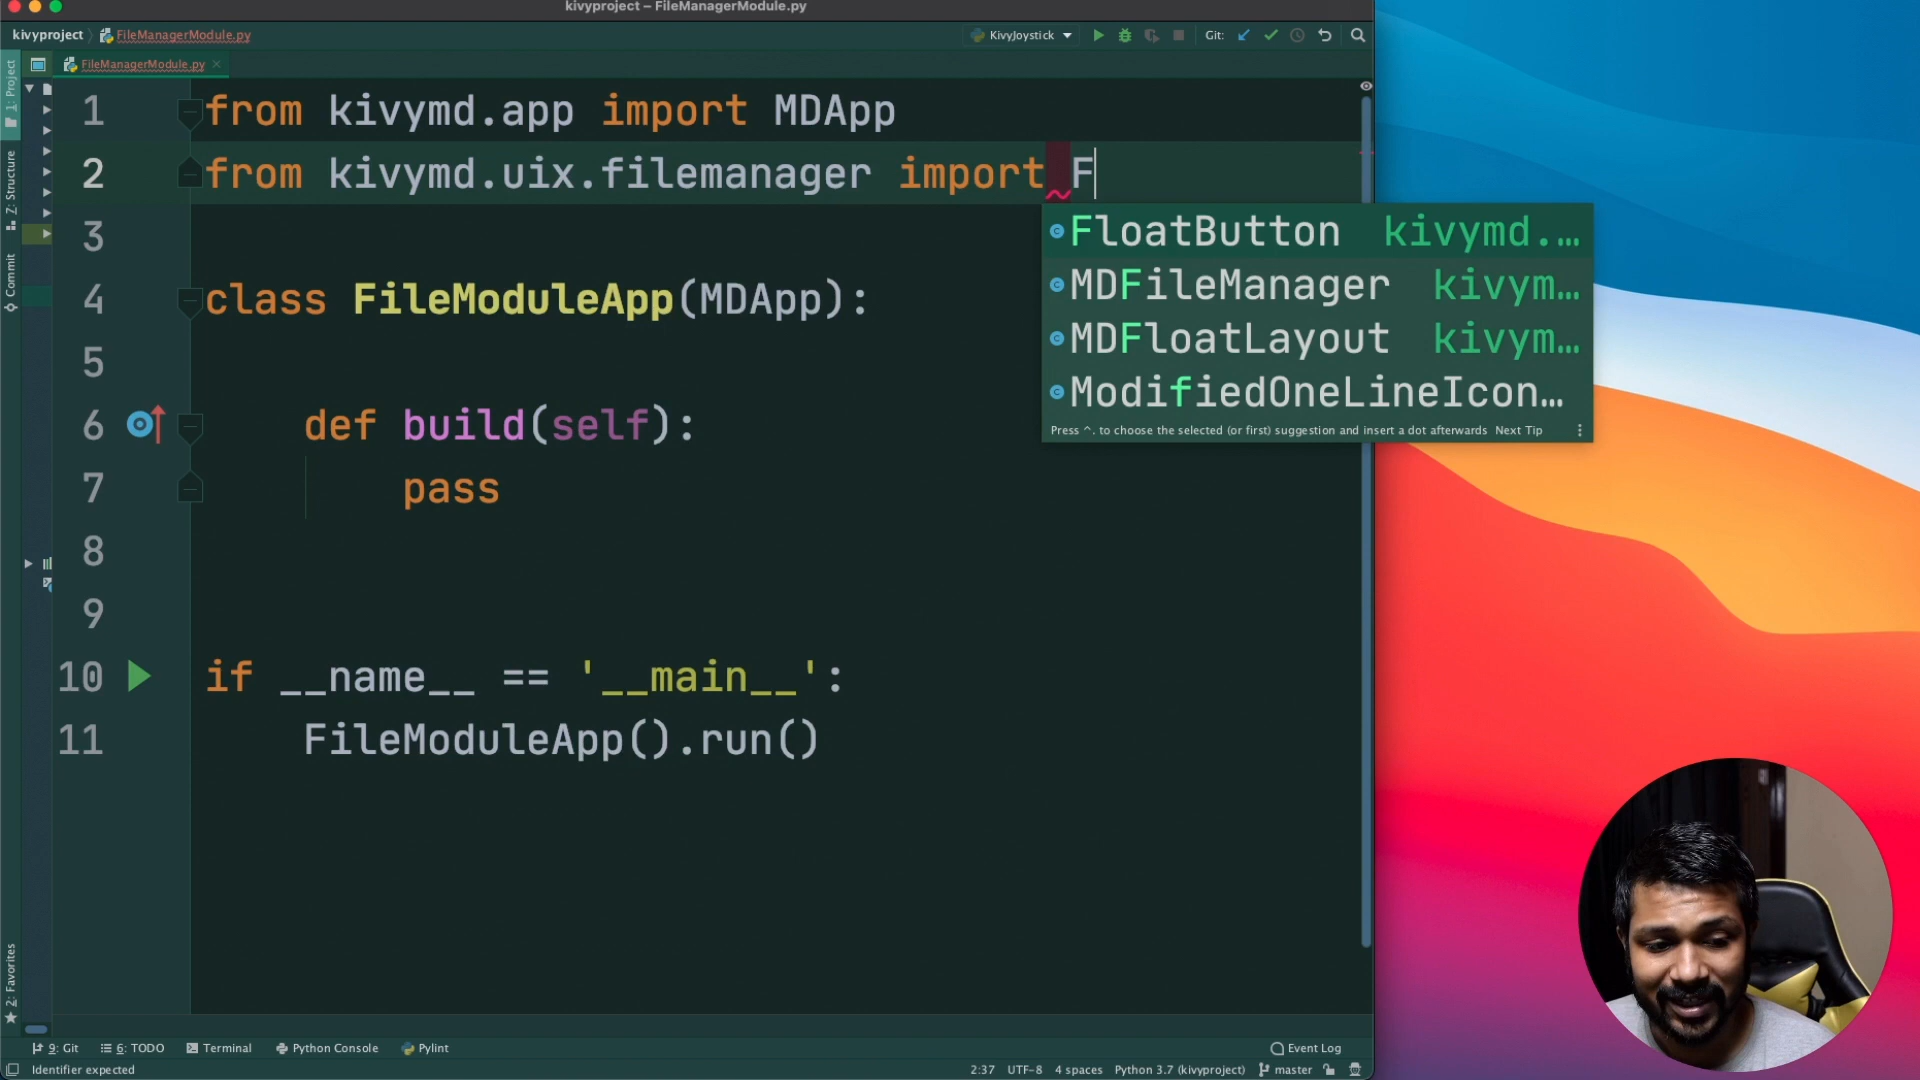 kivyproject – FileManagerModule.py
kivyproject FileManagerModule.py KivyJoystick Git:
FileManagerModule.py
1: Project
Z: Structure
Commit
2: Favorites
1 from kivymd.app import MDApp
2 from kivymd.uix.filemanager import F
3
4 class FileModuleApp(MDApp):
5
6 def build(self):
7 pass
8
9
10 if __name__ == '__main__':
11 FileModuleApp().run()
FloatButton kivymd.…
MDFileManager kivym…
MDFloatLayout kivym…
ModifiedOneLineIcon…
Press ^. to choose the selected (or first) suggestion and insert a dot afterwards Next Tip
9: Git 6: TODO Terminal Python Console Pylint Event Log
Identifier expected 2:37 UTF-8 4 spaces Python 3.7 (kivyproject) master